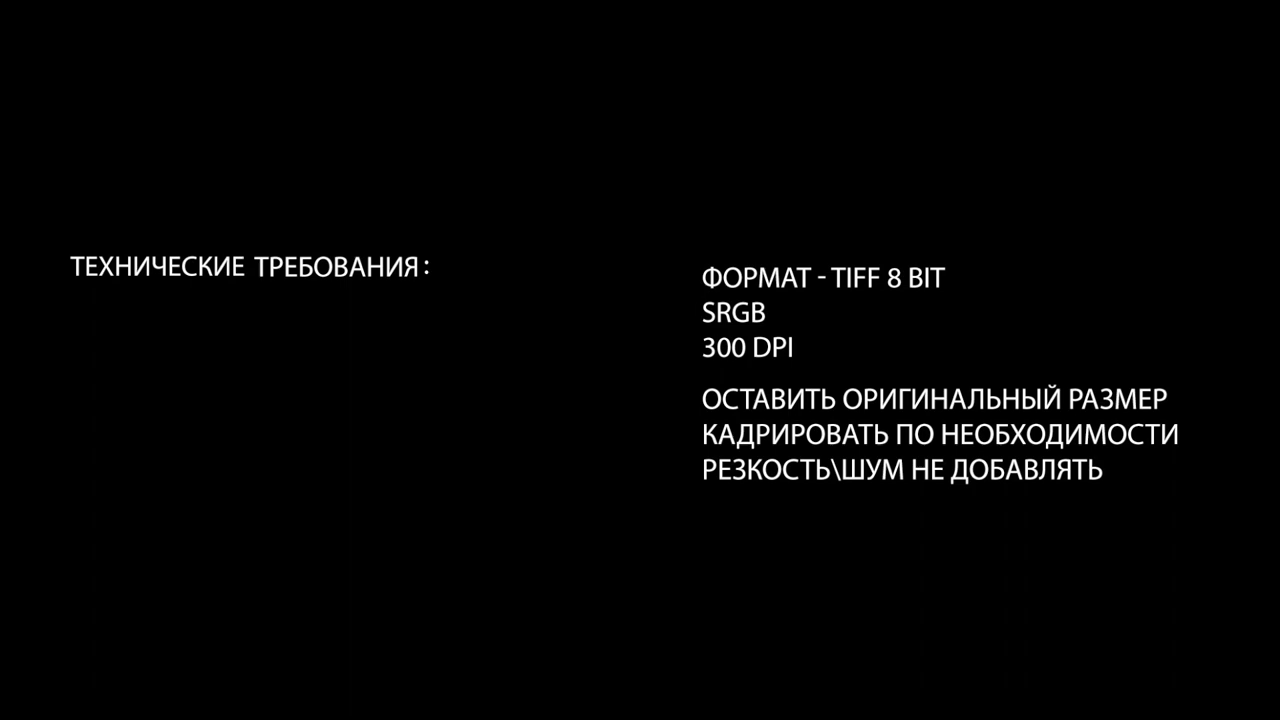 ТЕХНИЧЕСКИЕ ТРЕБОВАНИЯ:
ФОРМАТ - TIFF 8 BIT
SRGB
300 DPI
ОСТАВИТЬ ОРИГИНАЛЬНЫЙ РАЗМЕР
КАДРИРОВАТЬ ПО НЕОБХОДИМОСТИ
РЕЗКОСТЬ\ШУМ НЕ ДОБАВЛЯТЬ